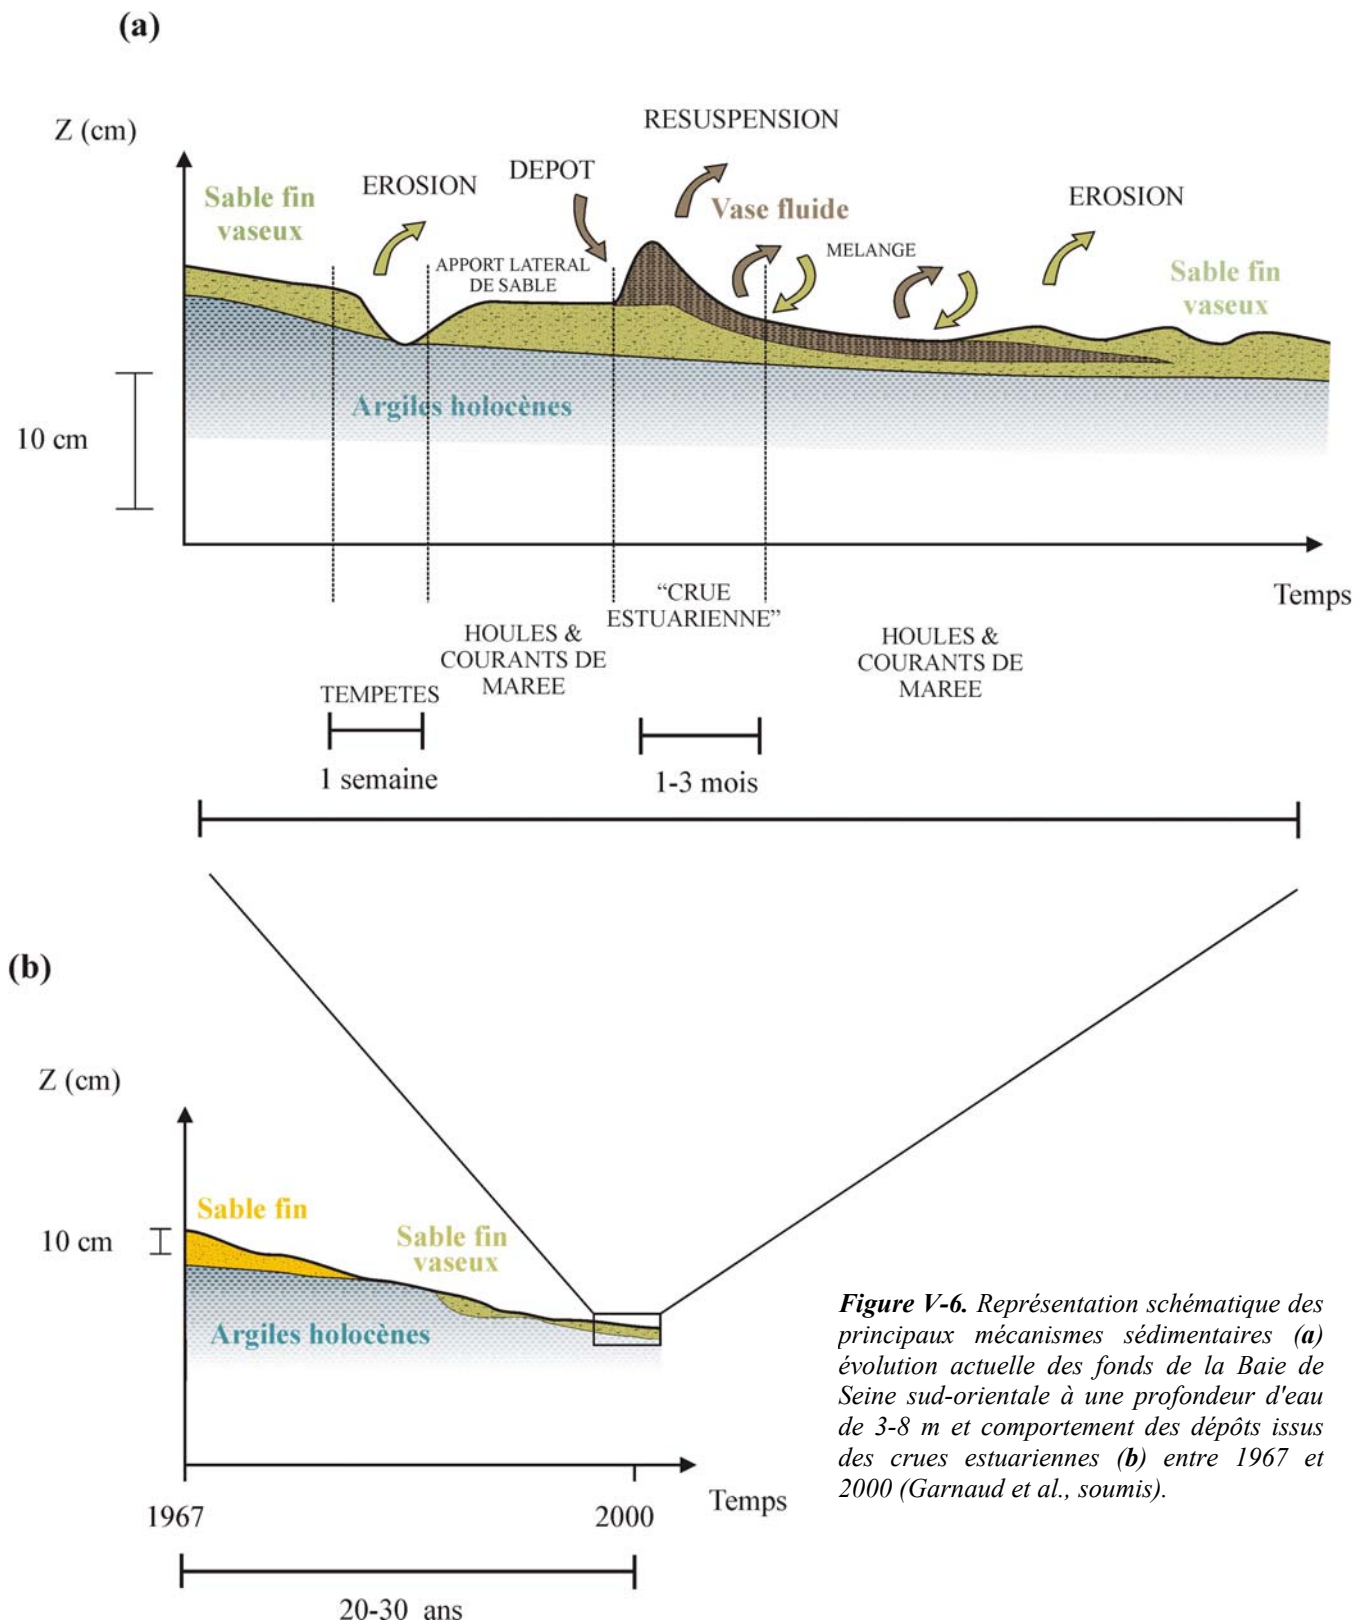 (a)
Z (cm)
RESUSPENSION
DEPOT
EROSION
EROSION
Sable fin
vaseux
Vase fluide
APPORT LATERAL
DE SABLE
MELANGE
Sable fin
vaseux
Argiles holocènes
10 cm
Temps
“CRUE
ESTUARIENNE”
HOULES &
COURANTS DE
MAREE
HOULES &
COURANTS DE
MAREE
TEMPETES
1 semaine
1-3 mois
(b)
Z (cm)
Sable fin
10 cm
Sable fin
vaseux
Argiles holocènes
Temps
1967
2000
20-30 ans
Figure V-6. Représentation schématique des
principaux mécanismes sédimentaires (a)
évolution actuelle des fonds de la Baie de
Seine sud-orientale à une profondeur d'eau
de 3-8 m et comportement des dépôts issus
des crues estuariennes (b) entre 1967 et
2000 (Garnaud et al., soumis).